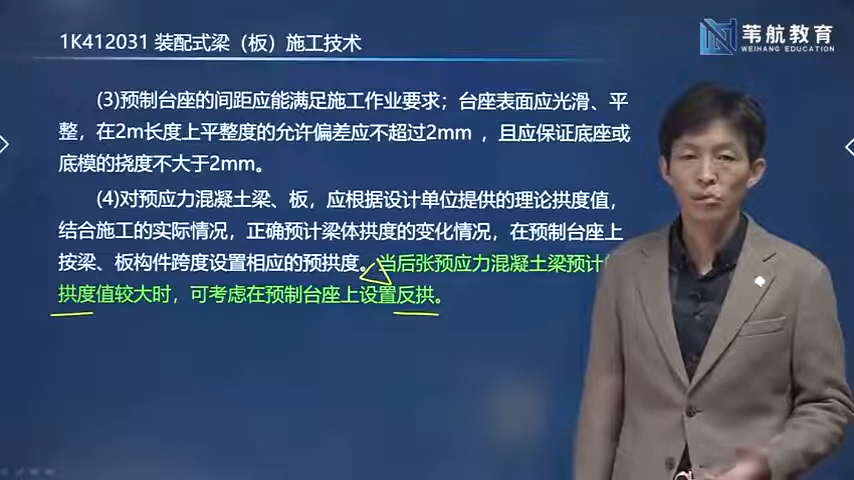 1K412031 装配式梁（板）施工技术
苇航教育
WEIHANG EDUCATION
(3)预制台座的间距应能满足施工作业要求；台座表面应光滑、平
整，在2m长度上平整度的允许偏差应不超过2mm ，且应保证底座或
底模的挠度不大于2mm。
(4)对预应力混凝土梁、板，应根据设计单位提供的理论拱度值，
结合施工的实际情况，正确预计梁体拱度的变化情况，在预制台座上
按梁、板构件跨度设置相应的预拱度。当后张预应力混凝土梁预计
拱度值较大时，可考虑在预制台座上设置反拱。